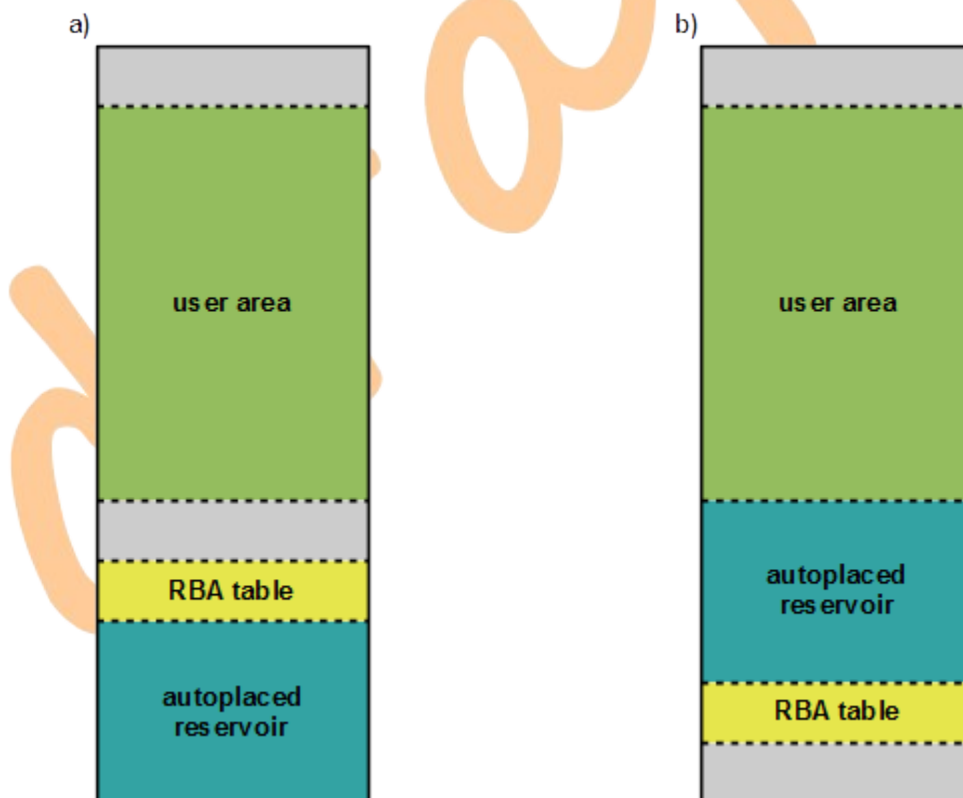 a)
b)
user area
user area
RBA table
autoplaced
reservoir
autoplaced
reservoir
RBA table